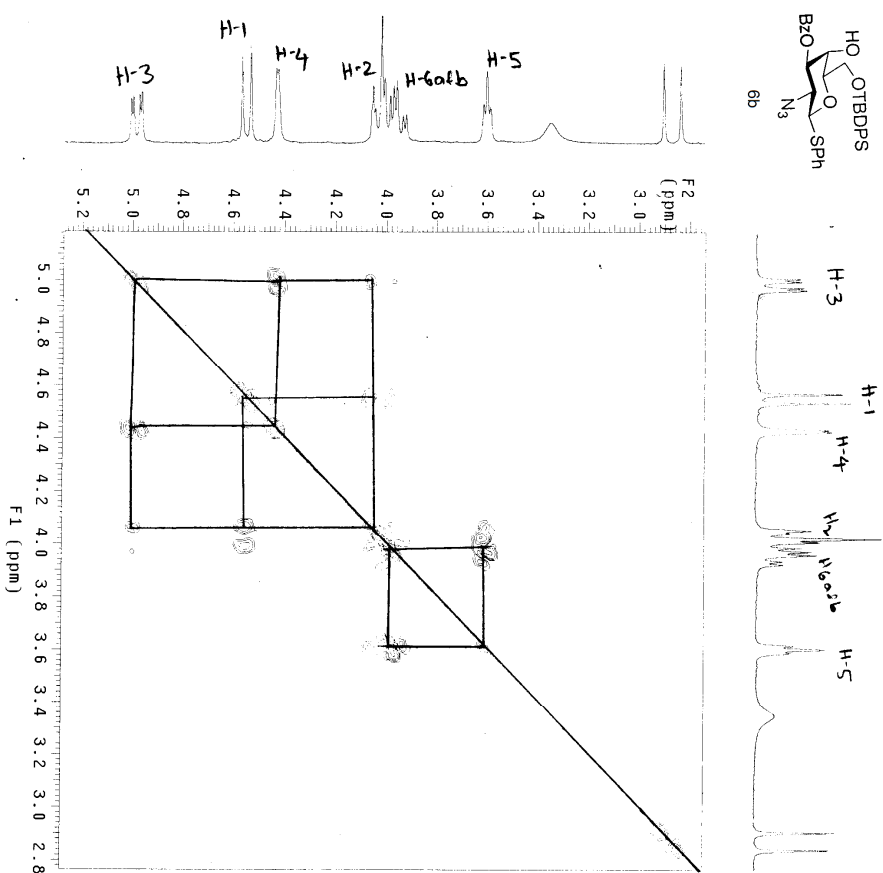 HO
OTBDPS
BzO
O
SPh
N3
6b
H-3
H-1
H-4
H-2
H-6a&b
H-5
F2
(ppm)
5.2 5.0 4.8 4.6 4.4 4.2 4.0 3.8 3.6 3.4 3.2 3.0
5.0
4.8
4.6
4.4
4.2
4.0
3.8
3.6
3.4
3.2
3.0
2.8
F1 (ppm)
H-3
H-1
H-4
H2
H6a&b
H-5